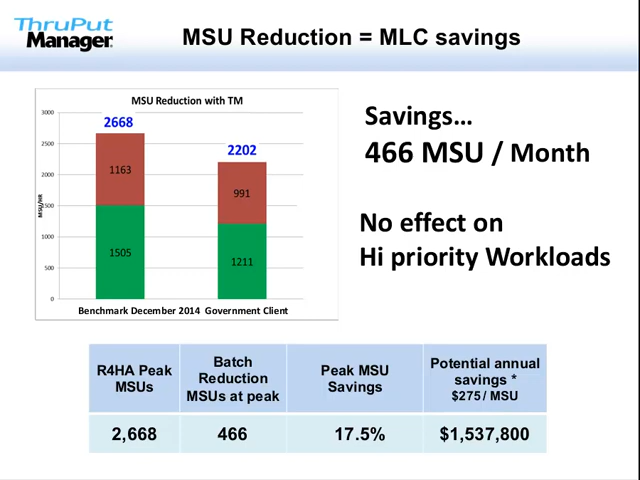 ThruPut
Manager
MSU Reduction = MLC savings
MSU Reduction with TM
3000
2500
2000
1500
1000
500
0
MSU/HR
2668
1163
1505
2202
991
1211
Benchmark December 2014 Government Client
Savings…
466 MSU / Month
No effect on
Hi priority Workloads
R4HA Peak
MSUs
Batch
Reduction
MSUs at peak
Peak MSU
Savings
Potential annual
savings *
$275 / MSU
2,668
466
17.5%
$1,537,800